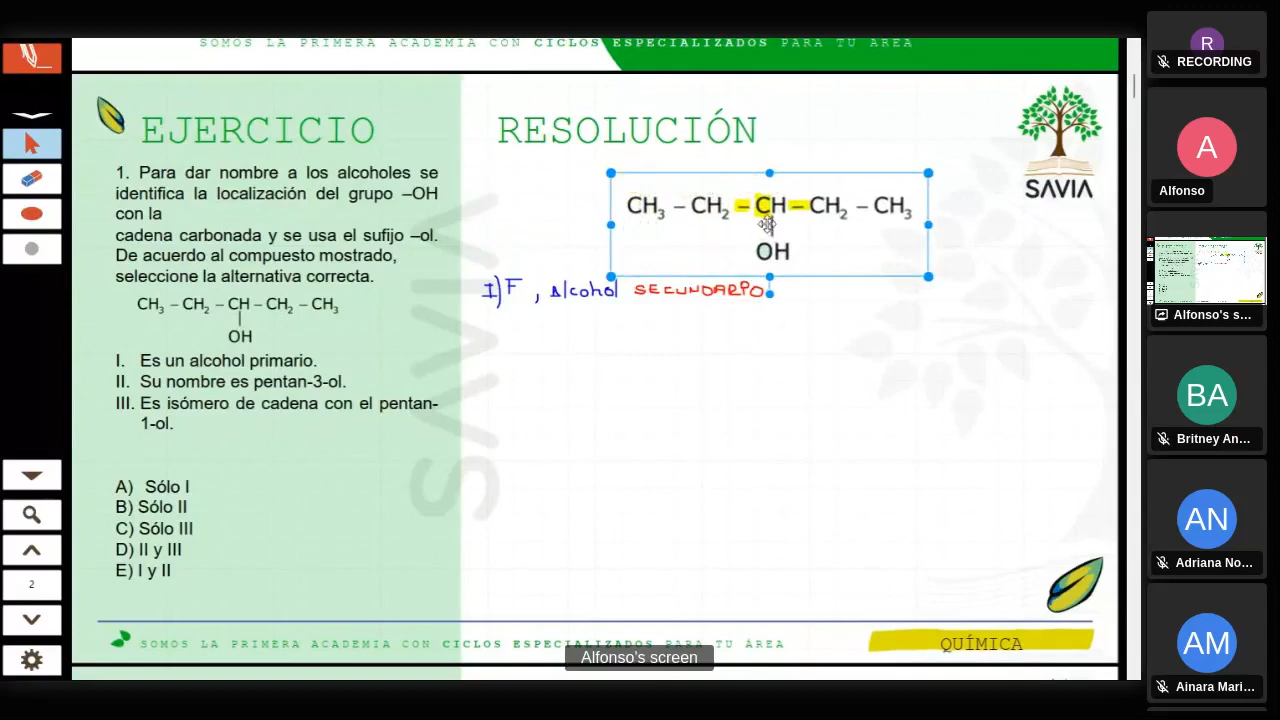 SOMOS LA PRIMERA ACADEMIA CON CICLOS ESPECIALIZADOS PARA TU ÁREA
EJERCICIO
1. Para dar nombre a los alcoholes se
identifica la localización del grupo –OH
con la
cadena carbonada y se usa el sufijo –ol.
De acuerdo al compuesto mostrado,
seleccione la alternativa correcta.
CH3 – CH2 – CH – CH2 – CH3
|
OH
I. Es un alcohol primario.
II. Su nombre es pentan-3-ol.
III. Es isómero de cadena con el pentan-
1-ol.
A) Sólo I
B) Sólo II
C) Sólo III
D) II y III
E) I y II
RESOLUCIÓN
CH3 – CH2 – CH – CH2 – CH3
OH
I) F , Alcohol SECUNDARPO
SAVIA
SAVIA
SOMOS LA PRIMERA ACADEMIA CON CICLOS ESPECIALIZADOS PARA TU ÁREA
QUÍMICA
Alfonso's screen
2
R
RECORDING
A
Alfonso
Alfonso's s...
BA
Britney An...
AN
Adriana No...
AM
Ainara Mari...